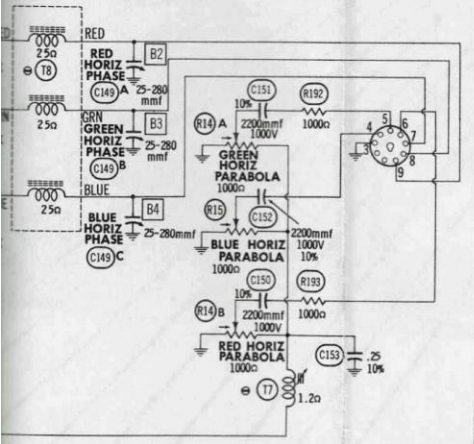 RED
25Ω
T8
RED
HORIZ
PHASE
C149 A
B2
25-280
mmf
25Ω
GRN
GREEN
HORIZ
PHASE
C149 B
B3
25-280
mmf
25Ω
BLUE
BLUE
HORIZ
PHASE
C149 C
B4
25-280mmf
C151
10%
2200mmf
1000V
R192
1000Ω
R14 A
GREEN
HORIZ
PARABOLA
1000Ω
R15
C152
2200mmf
1000V
10%
BLUE HORIZ
PARABOLA
1000Ω
C150
10%
2200mmf
1000V
R193
1000Ω
R14 B
RED HORIZ
PARABOLA
1000Ω
C153
.25
10%
T7
1.2Ω
5 6
4
3
7
8
9